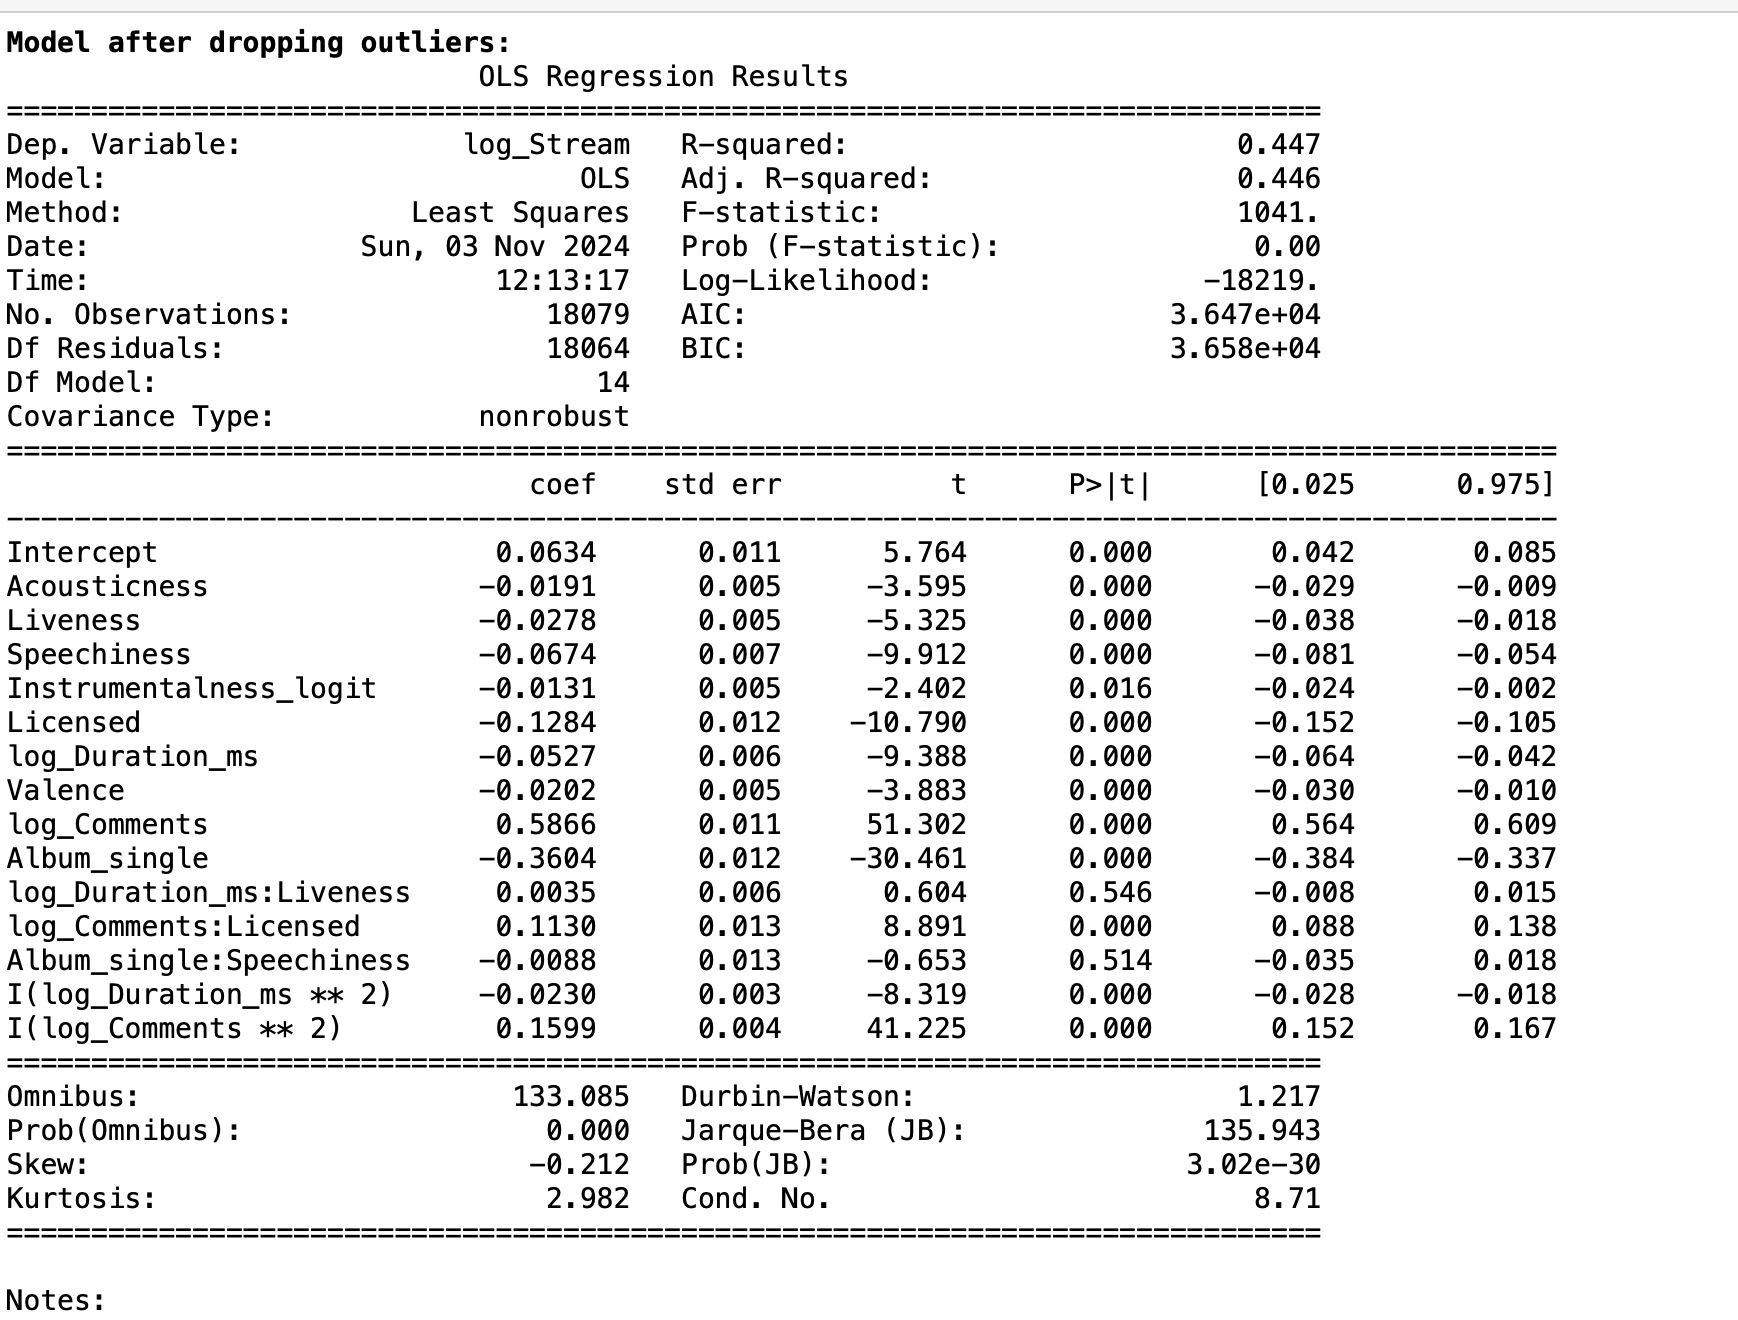 Model after dropping outliers:
OLS Regression Results
==============================================================================
Dep. Variable: log_Stream R-squared: 0.447
Model: OLS Adj. R-squared: 0.446
Method: Least Squares F-statistic: 1041.
Date: Sun, 03 Nov 2024 Prob (F-statistic): 0.00
Time: 12:13:17 Log-Likelihood: -18219.
No. Observations: 18079 AIC: 3.647e+04
Df Residuals: 18064 BIC: 3.658e+04
Df Model: 14
Covariance Type: nonrobust
============================================================================================
coef std err t P>|t| [0.025 0.975]
--------------------------------------------------------------------------------------------
Intercept 0.0634 0.011 5.764 0.000 0.042 0.085
Acousticness -0.0191 0.005 -3.595 0.000 -0.029 -0.009
Liveness -0.0278 0.005 -5.325 0.000 -0.038 -0.018
Speechiness -0.0674 0.007 -9.912 0.000 -0.081 -0.054
Instrumentalness_logit -0.0131 0.005 -2.402 0.016 -0.024 -0.002
Licensed -0.1284 0.012 -10.790 0.000 -0.152 -0.105
log_Duration_ms -0.0527 0.006 -9.388 0.000 -0.064 -0.042
Valence -0.0202 0.005 -3.883 0.000 -0.030 -0.010
log_Comments 0.5866 0.011 51.302 0.000 0.564 0.609
Album_single -0.3604 0.012 -30.461 0.000 -0.384 -0.337
log_Duration_ms:Liveness 0.0035 0.006 0.604 0.546 -0.008 0.015
log_Comments:Licensed 0.1130 0.013 8.891 0.000 0.088 0.138
Album_single:Speechiness -0.0088 0.013 -0.653 0.514 -0.035 0.018
I(log_Duration_ms ** 2) -0.0230 0.003 -8.319 0.000 -0.028 -0.018
I(log_Comments ** 2) 0.1599 0.004 41.225 0.000 0.152 0.167
==============================================================================
Omnibus: 133.085 Durbin-Watson: 1.217
Prob(Omnibus): 0.000 Jarque-Bera (JB): 135.943
Skew: -0.212 Prob(JB): 3.02e-30
Kurtosis: 2.982 Cond. No. 8.71
==============================================================================
Notes: